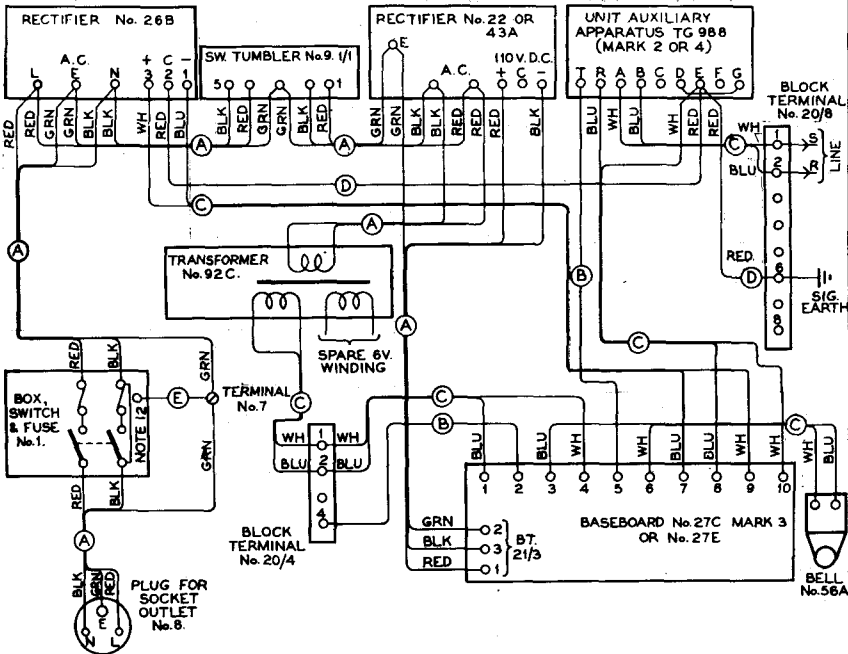 RECTIFIER No. 26B
A.C.
+ C -
L E N 3 2 1
SW. TUMBLER No.9. 1/1
5 1
RECTIFIER No.22 OR
43A
E
110V. D.C.
A.C. + C -
UNIT AUXILIARY
APPARATUS TG 988
(MARK 2 OR 4)
T R A B C D E F G
BLOCK
TERMINAL
No. 20/8
RED
RED
GRN
GRN
BLK
BLK
WH
RED
BLU
BLK
RED
GRN
BLK
RED
GRN
GRN
BLK
BLK
RED
RED
RED
BLK
BLU
WH
BLU
WH
RED
RED
WH
BLU
1
2
6
8
S
R
LINE
A
A
C
D
C
A
A
RED
D
SIG.
EARTH
TRANSFORMER
No. 92C.
SPARE 6V.
WINDING
B
A
C
RED
BLK
GRN
BOX,
SWITCH
& FUSE
No.1.
NOTE 12
E
TERMINAL
No.7
C
GRN
RED
BLK
WH 1 WH
BLU 2 BLU
4
BLOCK
TERMINAL
No. 20/4
C
B
C
BLU
WH
BLU
WH
BLU
WH
BLU
BLU
WH
WH
WH
BLU
1 2 3 4 5 6 7 8 9 10
GRN 2
BLK 3
RED 1
BT.
21/3
BASEBOARD No.27C MARK 3
OR No.27E
BELL
No.56A
A
BLK
GRN
RED
E
N L
PLUG FOR
SOCKET
OUTLET
No.8.